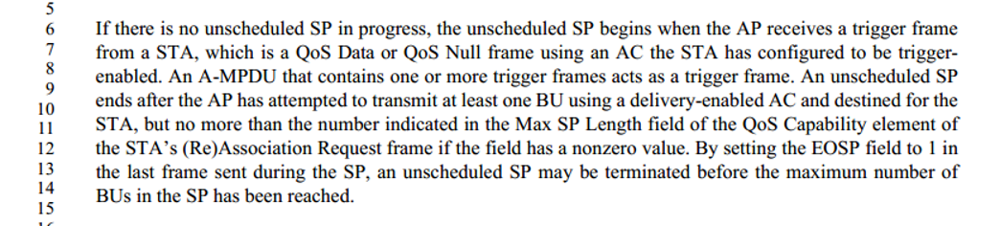 5
6 If there is no unscheduled SP in progress, the unscheduled SP begins when the AP receives a trigger frame
7 from a STA, which is a QoS Data or QoS Null frame using an AC the STA has configured to be trigger-
8 enabled. An A-MPDU that contains one or more trigger frames acts as a trigger frame. An unscheduled SP
9
10 ends after the AP has attempted to transmit at least one BU using a delivery-enabled AC and destined for the
11 STA, but no more than the number indicated in the Max SP Length field of the QoS Capability element of
12 the STA's (Re)Association Request frame if the field has a nonzero value. By setting the EOSP field to 1 in
13 the last frame sent during the SP, an unscheduled SP may be terminated before the maximum number of
14 BUs in the SP has been reached.
15